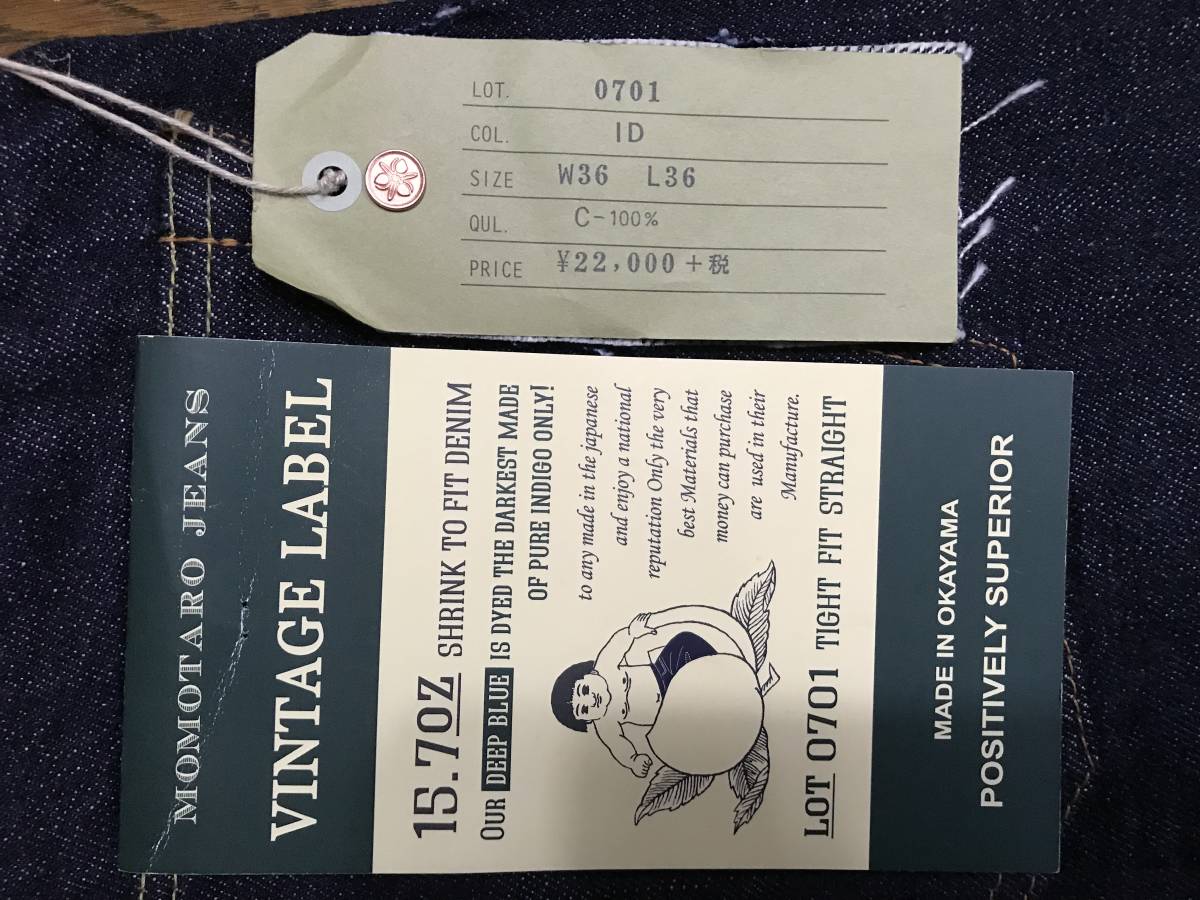 LOT. 0701
COL. ID
SIZE W36 L36
QUL. C-100%
PRICE ¥22,000+税
MOMOTARO JEANS
VINTAGE LABEL
15.7OZ SHRINK TO FIT DENIM
OUR DEEP BLUE IS DYED THE DARKEST MADE
OF PURE INDIGO ONLY!
to any made in the japanese
and enjoy a national
reputation Only the very
best Materials that
money can purchase
are used in their
Manufacture.
LOT 0701 TIGHT FIT STRAIGHT
MADE IN OKAYAMA
POSITIVELY SUPERIOR